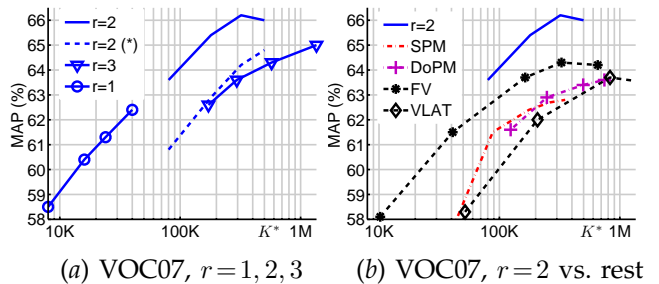 66
65
64
63
62
61
60
59
58
MAP (%)
r=2
r=2 (*)
r=3
r=1
10K
100K
K* 1M
(a) VOC07, r=1, 2, 3
66
65
64
63
62
61
60
59
58
MAP (%)
r=2
SPM
DoPM
FV
VLAT
10K
100K
K* 1M
(b) VOC07, r=2 vs. rest